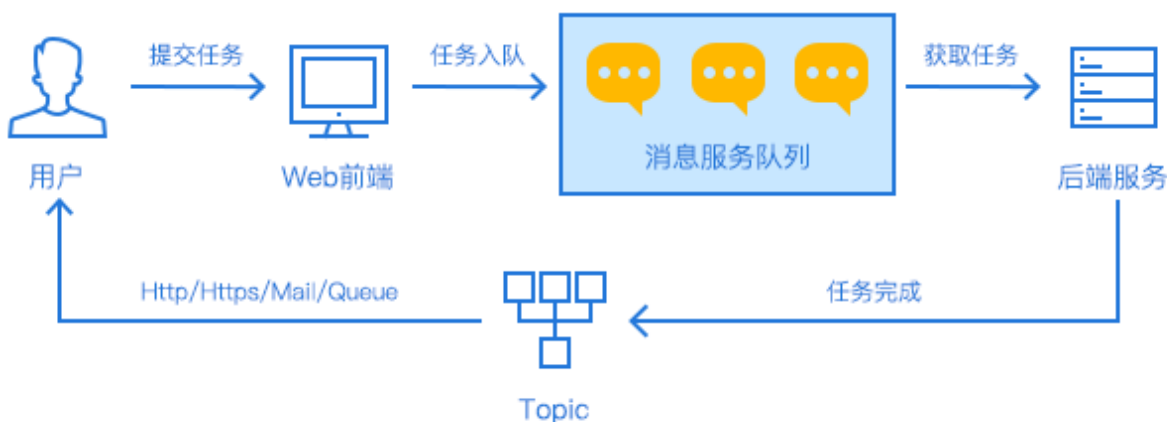 提交任务
任务入队
获取任务
消息服务队列
用户
Web前端
后端服务
Http/Https/Mail/Queue
任务完成
Topic